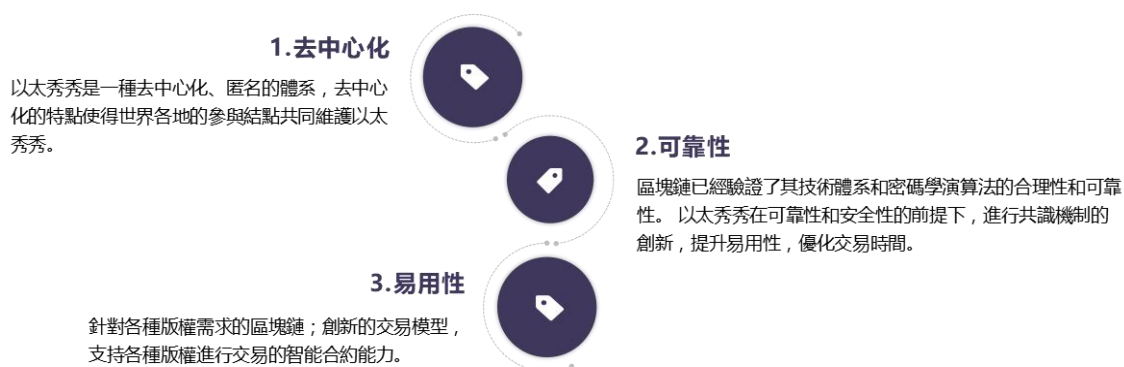 1.去中心化
以太秀秀是一種去中心化、匿名的體系，去中心
化的特點使得世界各地的參與結點共同維護以太
秀秀。
2.可靠性
區塊鏈已經驗證了其技術體系和密碼學演算法的合理性和可靠
性。 以太秀秀在可靠性和安全性的前提下，進行共識機制的
創新，提升易用性，優化交易時間。
3.易用性
針對各種版權需求的區塊鏈；創新的交易模型，
支持各種版權進行交易的智能合約能力。